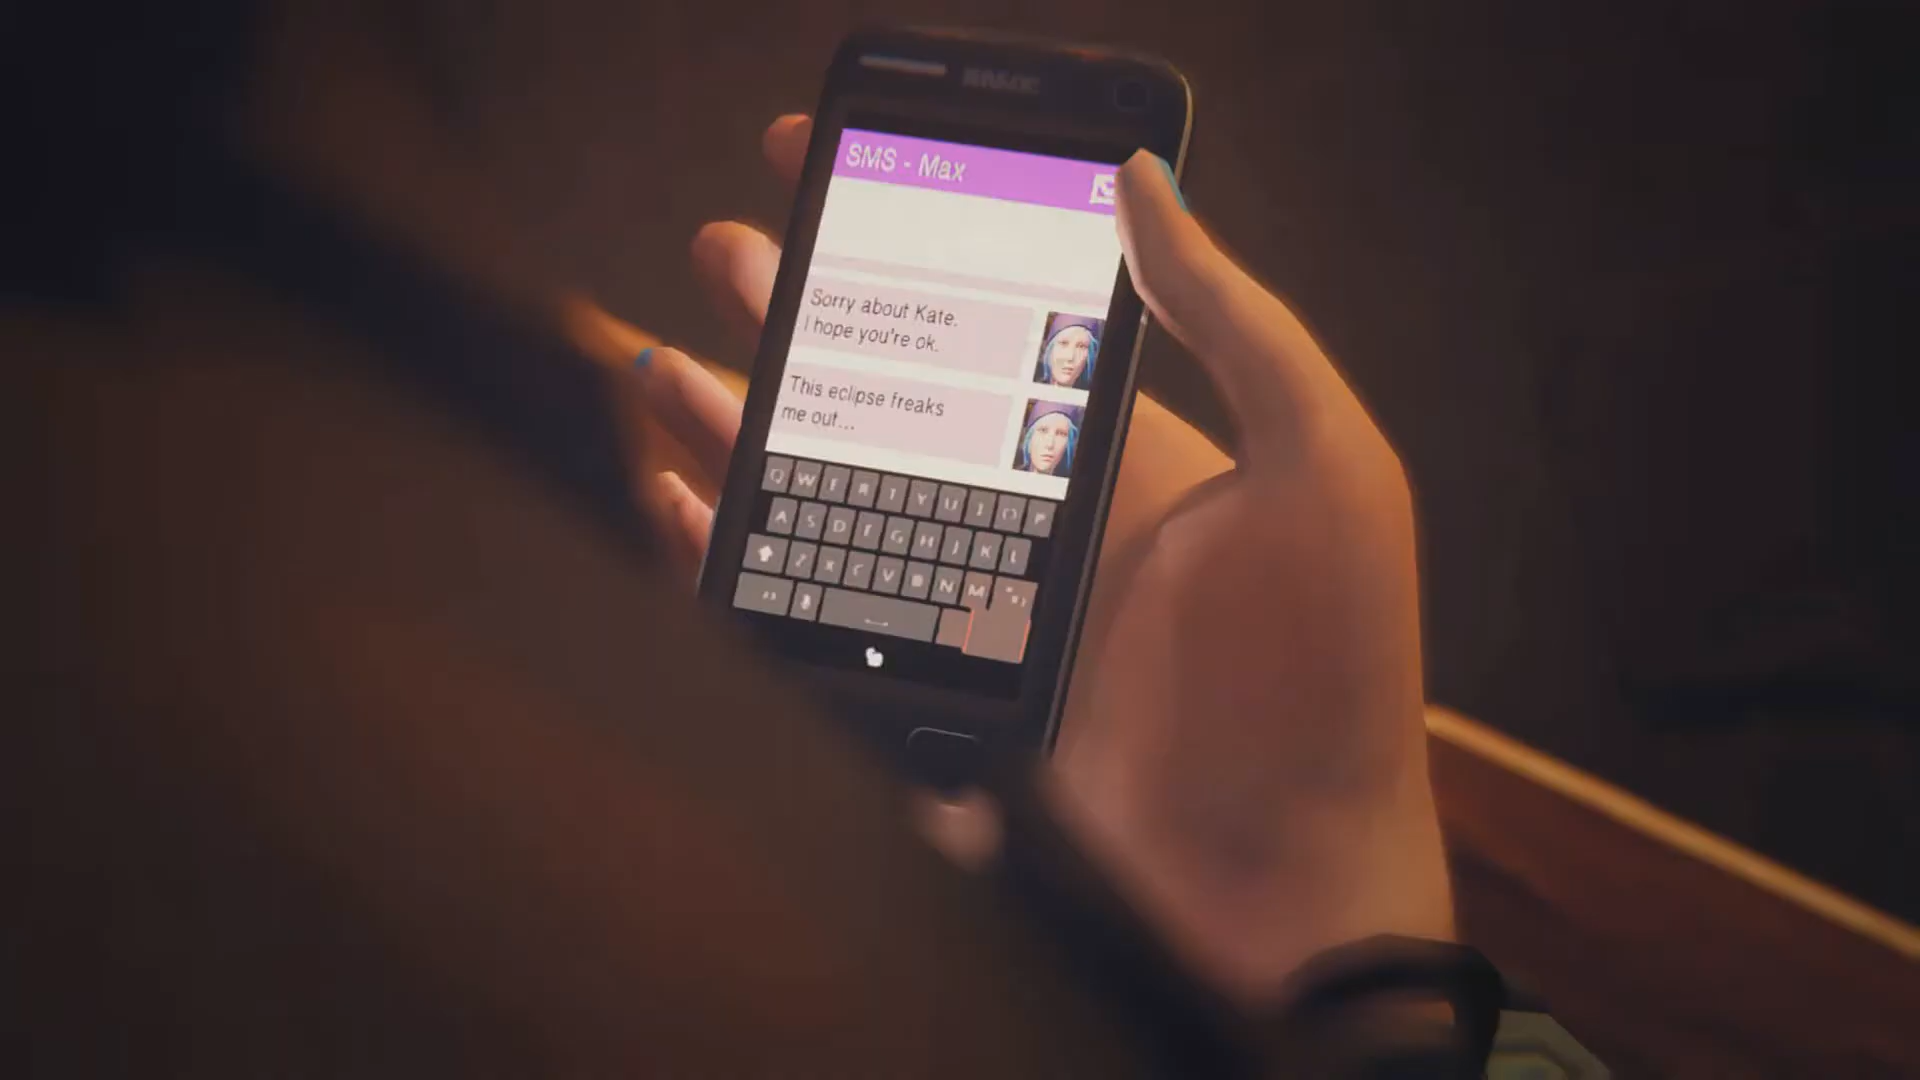 SMS - Max
Sorry about Kate.
I hope you're ok.
This eclipse freaks
me out...
Q W E R T Y U I O P
A S D F G H J K L
Z X C V B N M